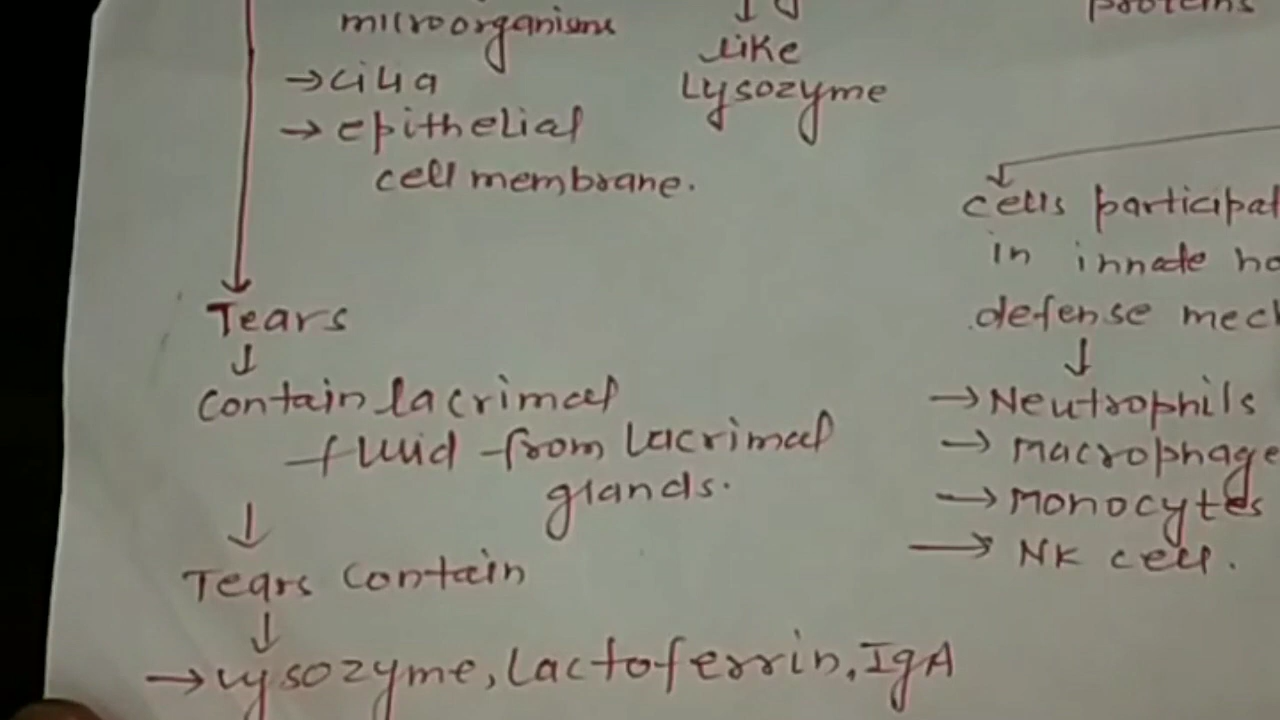 microorganisms
→ cilia
→ epithelial
cell membrane.
Like
Lysozyme
proteins
Tears
↓
contain lacrimal
fluid from lacrimal
glands.
↓
Tears contain
↓
→ lysozyme, Lactoferrin, IgA
cells participat
in innate ho
defense mech
↓
→ Neutrophils
→ macrophage
→ monocytes
→ NK cell.